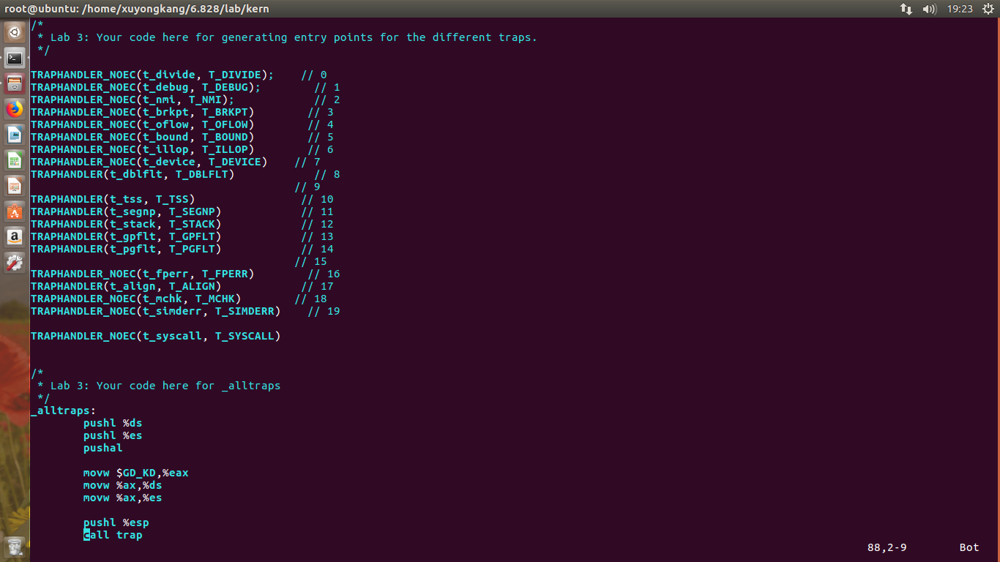 root@ubuntu: /home/xuyongkang/6.828/lab/kern
19:23
/*
 * Lab 3: Your code here for generating entry points for the different traps.
 */
TRAPHANDLER_NOEC(t_divide, T_DIVIDE);    // 0
TRAPHANDLER_NOEC(t_debug, T_DEBUG);        // 1
TRAPHANDLER_NOEC(t_nmi, T_NMI);            // 2
TRAPHANDLER_NOEC(t_brkpt, T_BRKPT)        // 3
TRAPHANDLER_NOEC(t_oflow, T_OFLOW)        // 4
TRAPHANDLER_NOEC(t_bound, T_BOUND)        // 5
TRAPHANDLER_NOEC(t_illop, T_ILLOP)        // 6
TRAPHANDLER_NOEC(t_device, T_DEVICE)    // 7
TRAPHANDLER(t_dblflt, T_DBLFLT)            // 8
                                        // 9
TRAPHANDLER(t_tss, T_TSS)                // 10
TRAPHANDLER(t_segnp, T_SEGNP)            // 11
TRAPHANDLER(t_stack, T_STACK)            // 12
TRAPHANDLER(t_gpflt, T_GPFLT)            // 13
TRAPHANDLER(t_pgflt, T_PGFLT)            // 14
                                        // 15
TRAPHANDLER_NOEC(t_fperr, T_FPERR)        // 16
TRAPHANDLER(t_align, T_ALIGN)            // 17
TRAPHANDLER_NOEC(t_mchk, T_MCHK)        // 18
TRAPHANDLER_NOEC(t_simderr, T_SIMDERR)    // 19
TRAPHANDLER_NOEC(t_syscall, T_SYSCALL)
/*
 * Lab 3: Your code here for _alltraps
 */
_alltraps:
        pushl %ds
        pushl %es
        pushal
        movw $GD_KD,%eax
        movw %ax,%ds
        movw %ax,%es
        pushl %esp
        call trap
88,2-9        Bot